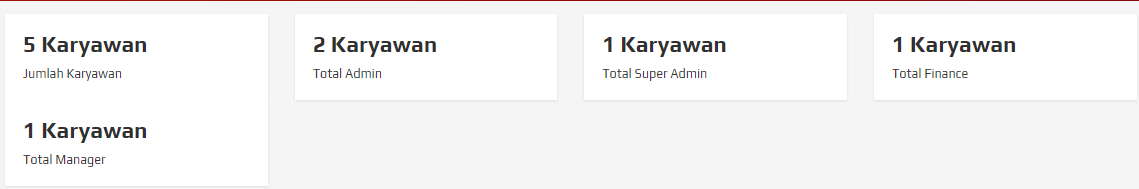 5 Karyawan
Jumlah Karyawan
2 Karyawan
Total Admin
1 Karyawan
Total Super Admin
1 Karyawan
Total Finance
1 Karyawan
Total Manager